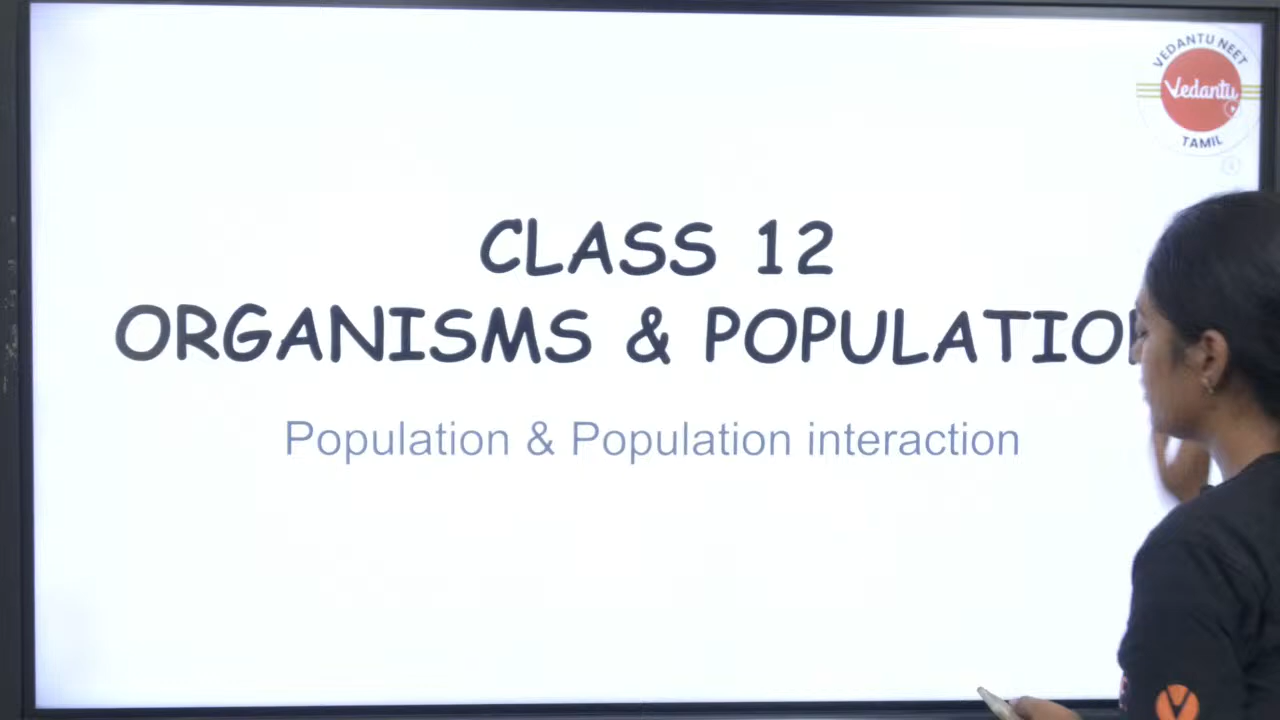 VEDANTU NEET
Vedantu
TAMIL
CLASS 12
ORGANISMS & POPULATIO
Population & Population interaction